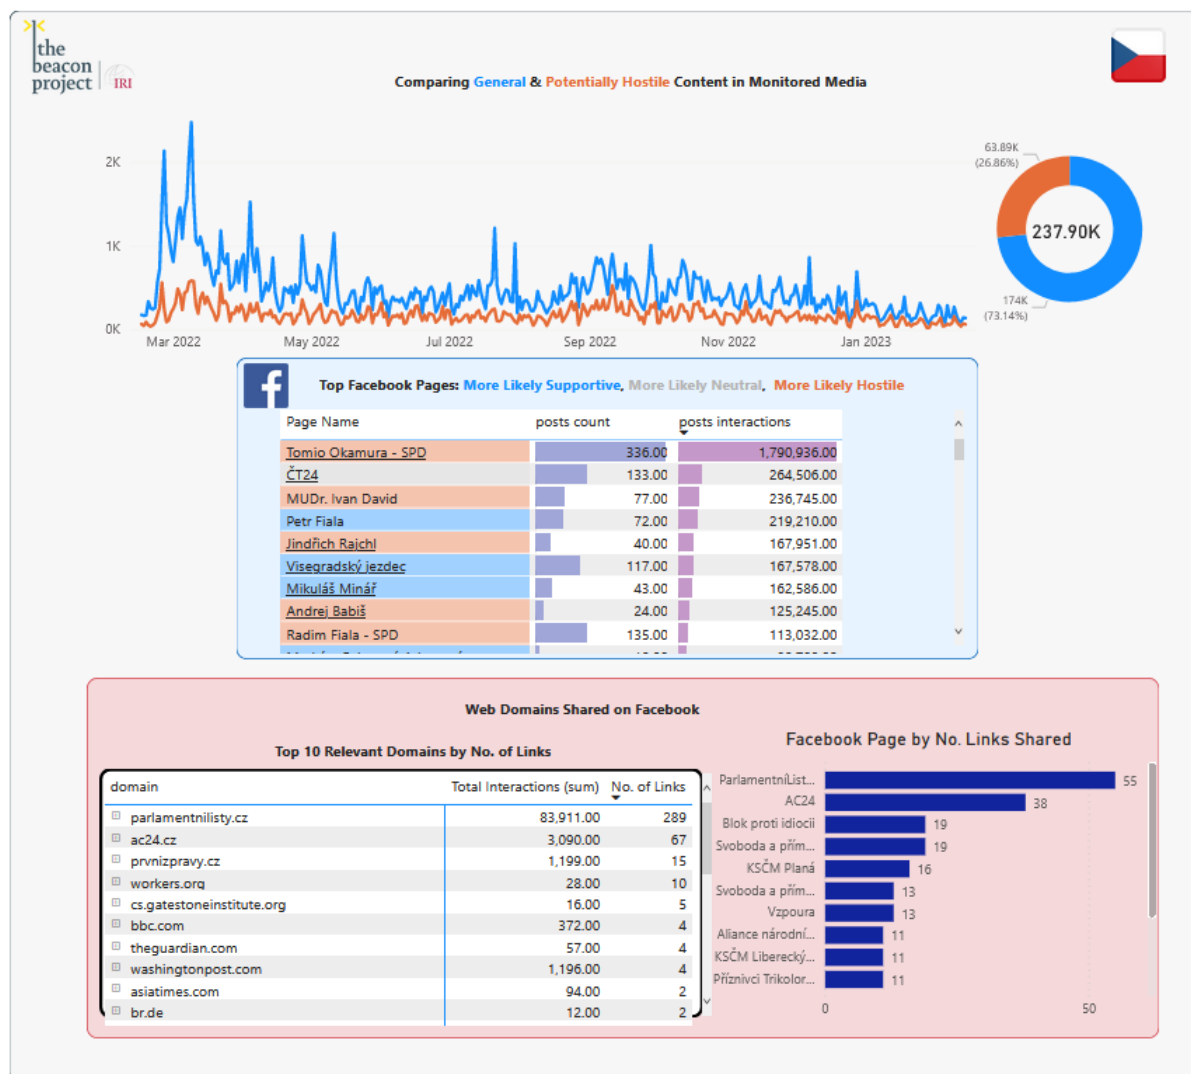 the
beacon
project
IRI
Comparing General & Potentially Hostile Content in Monitored Media
2K
1K
0K
Mar 2022 May 2022 Jul 2022 Sep 2022 Nov 2022 Jan 2023
63.89K
(26.86%)
237.90K
174K
(73.14%)
Top Facebook Pages: More Likely Supportive, More Likely Neutral, More Likely Hostile
Page Name posts count posts interactions
Tomio Okamura - SPD 336.00 1,790,936.00
ČT24 133.00 264,506.00
MUDr. Ivan David 77.00 236,745.00
Petr Fiala 72.00 219,210.00
Jindřich Rajchl 40.00 167,951.00
Visegradský jezdec 117.00 167,578.00
Mikuláš Minář 43.00 162,586.00
Andrej Babiš 24.00 125,245.00
Radim Fiala - SPD 135.00 113,032.00
Web Domains Shared on Facebook
Top 10 Relevant Domains by No. of Links
domain Total Interactions (sum) No. of Links
parlamentnilisty.cz 83,911.00 289
ac24.cz 3,090.00 67
prvnizpravy.cz 1,199.00 15
workers.org 28.00 10
cs.gatestoneinstitute.org 16.00 5
bbc.com 372.00 4
theguardian.com 57.00 4
washingtonpost.com 1,196.00 4
asiatimes.com 94.00 2
br.de 12.00 2
Facebook Page by No. Links Shared
ParlamentníList... 55
AC24 38
Blok proti idiocii 19
Svoboda a přím... 19
KSČM Planá 16
Svoboda a přím... 13
Vzpoura 13
Aliance národní... 11
KSČM Liberecký... 11
Příznivci Trikolor... 11
0 50